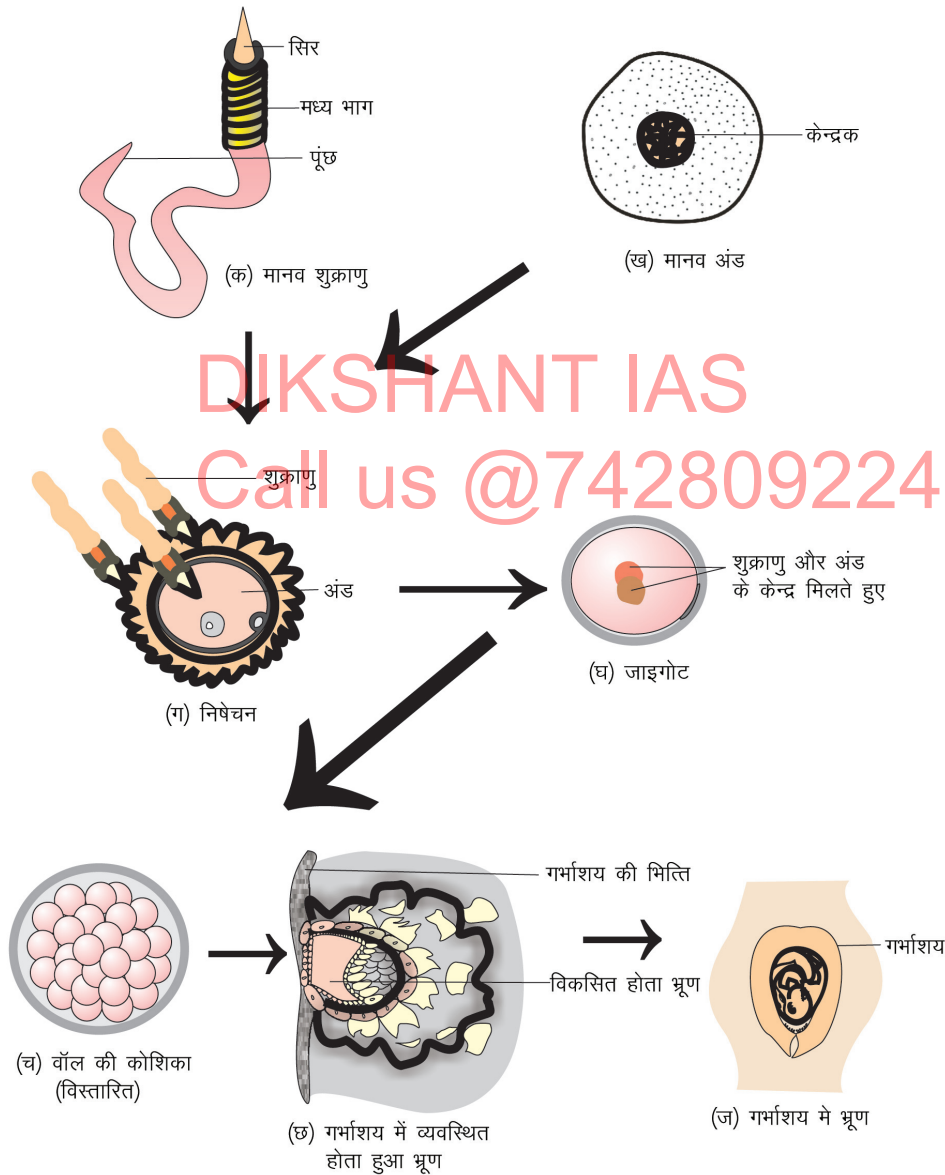 सिर
मध्य भाग
पूंछ
केन्द्रक
(क) मानव शुक्राणु
(ख) मानव अंड
DIKSHANT IAS
Call us @742809224
शुक्राणु
अंड
शुक्राणु और अंड
के केन्द्र मिलते हुए
(ग) निषेचन
(घ) जाइगोट
गर्भाशय की भित्ति
गर्भाशय
विकसित होता भ्रूण
(च) वॉल की कोशिका
(विस्तारित)
(छ) गर्भाशय में व्यवस्थित
होता हुआ भ्रूण
(ज) गर्भाशय मे भ्रूण